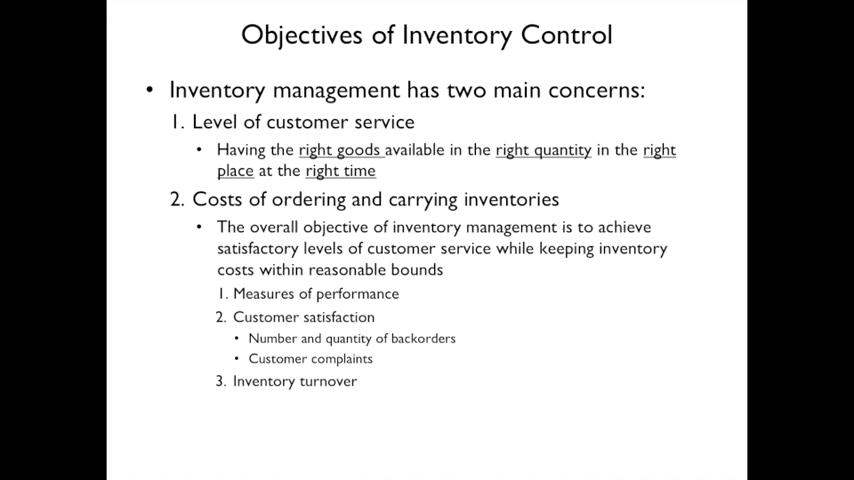 Objectives of Inventory Control
• Inventory management has two main concerns:
1. Level of customer service
• Having the right goods available in the right quantity in the right
place at the right time
2. Costs of ordering and carrying inventories
• The overall objective of inventory management is to achieve
satisfactory levels of customer service while keeping inventory
costs within reasonable bounds
1. Measures of performance
2. Customer satisfaction
• Number and quantity of backorders
• Customer complaints
3. Inventory turnover